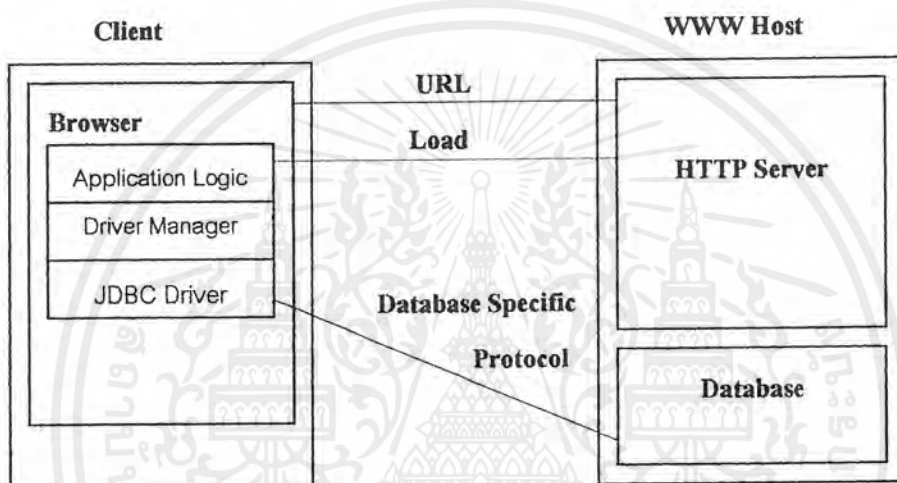 Client
WWW Host
URL
Browser
Load
Application Logic
HTTP Server
Driver Manager
JDBC Driver
Database Specific
Protocol
Database